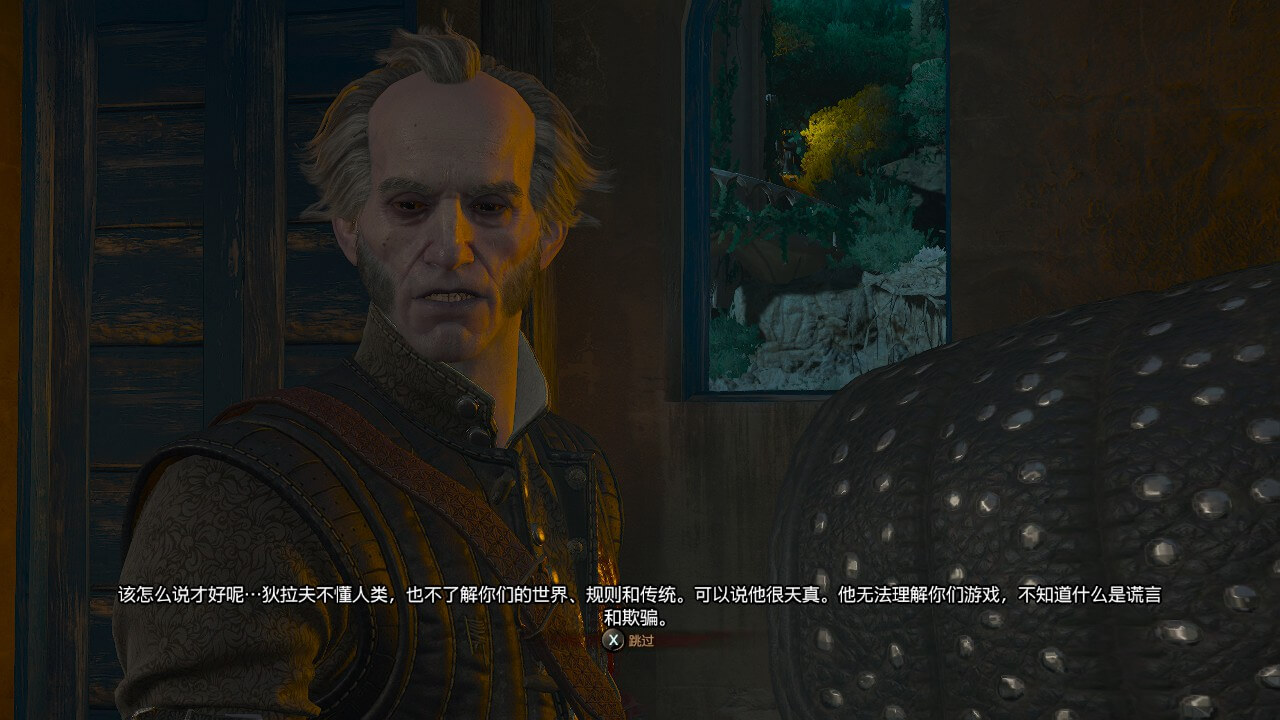 该怎么说才好呢…狄拉夫不懂人类，也不了解你们的世界、规则和传统。可以说他很天真。他无法理解你们游戏，不知道什么是谎言
和欺骗。
X 跳过